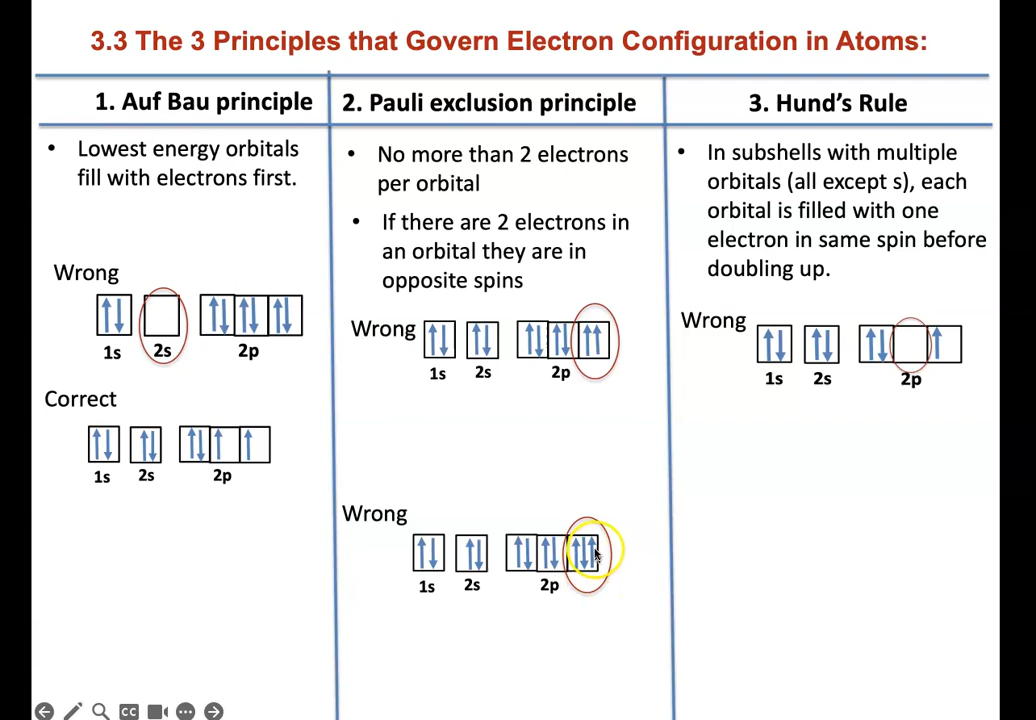 3.3 The 3 Principles that Govern Electron Configuration in Atoms:
1. Auf Bau principle
• Lowest energy orbitals
fill with electrons first.
Wrong
1s 2s 2p
Correct
1s 2s 2p
2. Pauli exclusion principle
• No more than 2 electrons
per orbital
• If there are 2 electrons in
an orbital they are in
opposite spins
Wrong
1s 2s 2p
Wrong
1s 2s 2p
3. Hund's Rule
• In subshells with multiple
orbitals (all except s), each
orbital is filled with one
electron in same spin before
doubling up.
Wrong
1s 2s 2p
CC